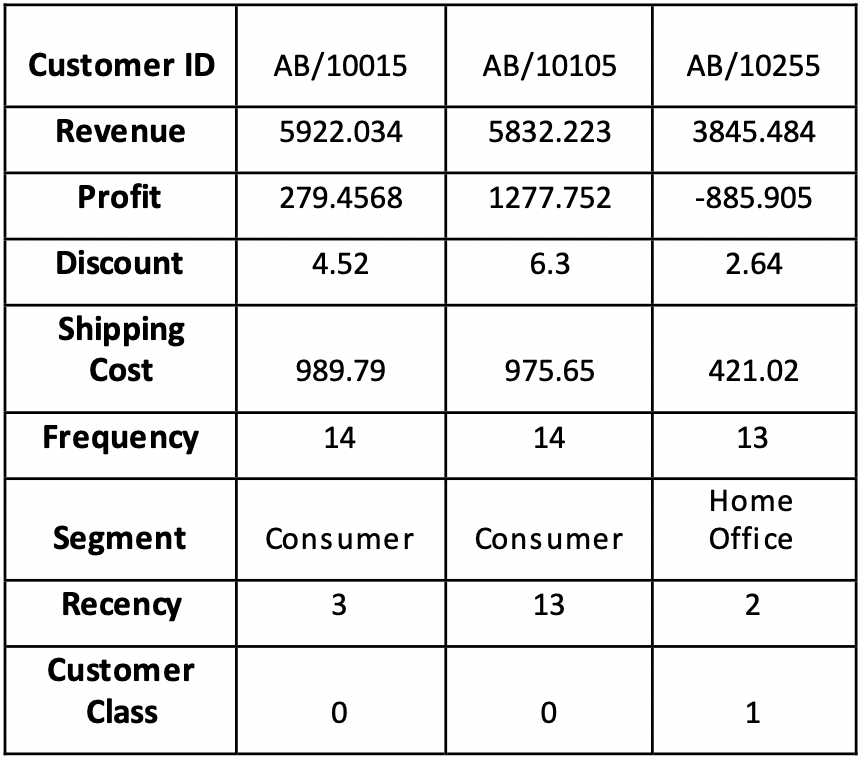 Customer ID AB/10015 AB/10105 AB/10255
Revenue 5922.034 5832.223 3845.484
Profit 279.4568 1277.752 -885.905
Discount 4.52 6.3 2.64
Shipping
Cost 989.79 975.65 421.02
Frequency 14 14 13
Home
Segment Consumer Consumer Office
Recency 3 13 2
Customer
Class 0 0 1